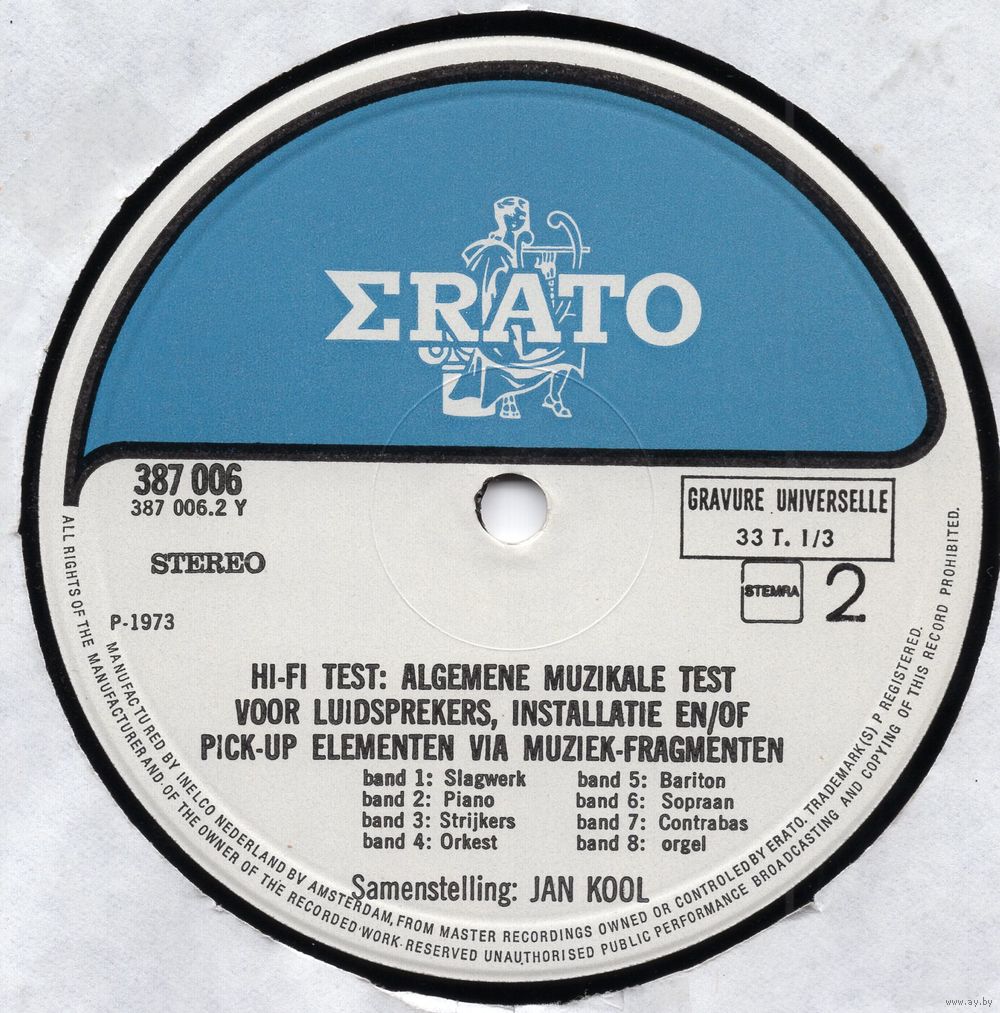 ΣRATO
387 006
387 006.2 Y
STEREO
P-1973
GRAVURE UNIVERSELLE
33 T. 1/3
STEMRA
2
HI-FI TEST: ALGEMENE MUZIKALE TEST
VOOR LUIDSPREKERS, INSTALLATIE EN/OF
PICK-UP ELEMENTEN VIA MUZIEK-FRAGMENTEN
band 1: Slagwerk
band 2: Piano
band 3: Strijkers
band 4: Orkest
band 5: Bariton
band 6: Sopraan
band 7: Contrabas
band 8: orgel
Samenstelling: JAN KOOL
MANUFACTURED BY INELCO NEDERLAND BV AMSTERDAM, FROM MASTER RECORDINGS OWNED OR CONTROLED BY ERATO. TRADEMARK(S) P REGISTERED.
ALL RIGHTS OF THE MANUFACTURER AND OF THE OWNER OF THE RECORDED WORK RESERVED UNAUTHORISED PUBLIC PERFORMANCE BROADCASTING AND COPYING OF THIS RECORD PROHIBITED.
www.ay.by